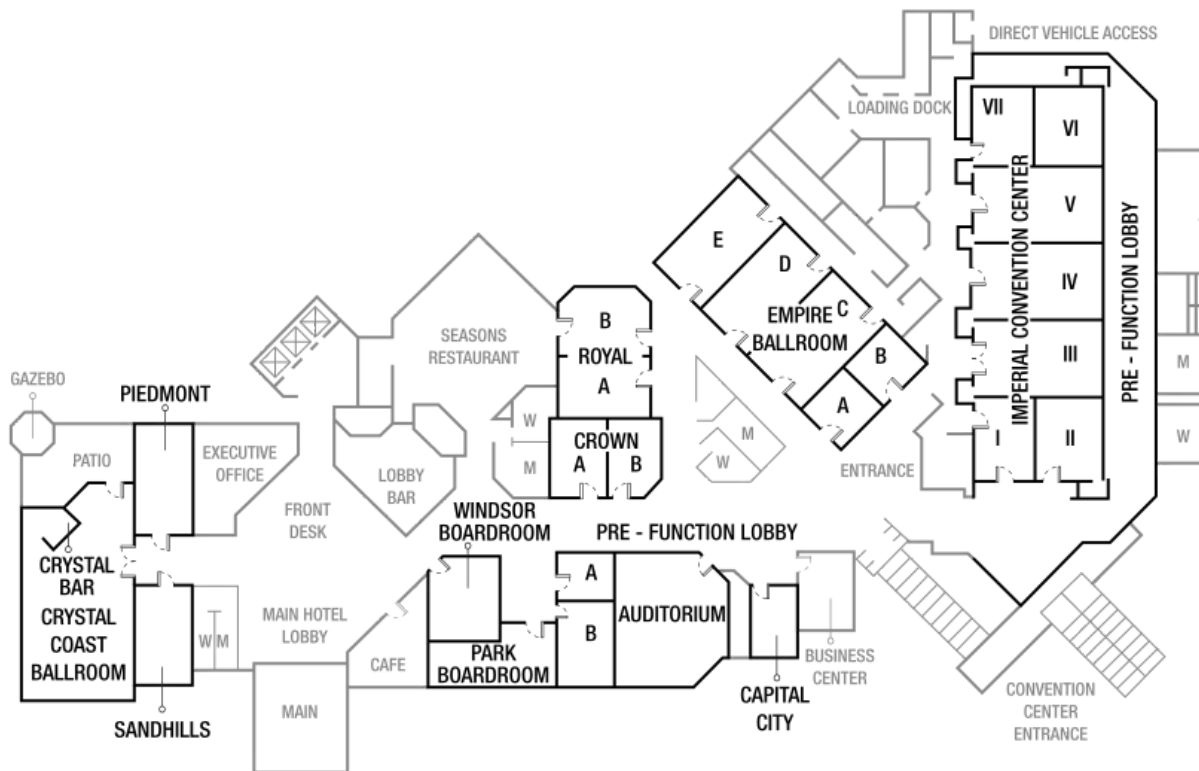 DIRECT VEHICLE ACCESS
LOADING DOCK
VII
VI
V
IV
III
I
II
IMPERIAL CONVENTION CENTER
PRE - FUNCTION LOBBY
M
W
E
D
C
EMPIRE
BALLROOM
B
A
M
W
ENTRANCE
SEASONS
RESTAURANT
B
ROYAL
A
CROWN
A
B
W
M
GAZEBO
PIEDMONT
PATIO
EXECUTIVE
OFFICE
LOBBY
BAR
FRONT
DESK
WINDSOR
BOARDROOM
PRE - FUNCTION LOBBY
CRYSTAL
BAR
CRYSTAL
COAST
BALLROOM
W M
MAIN HOTEL
LOBBY
CAFE
A
B
AUDITORIUM
PARK
BOARDROOM
BUSINESS
CENTER
CAPITAL
CITY
SANDHILLS
MAIN
CONVENTION
CENTER
ENTRANCE